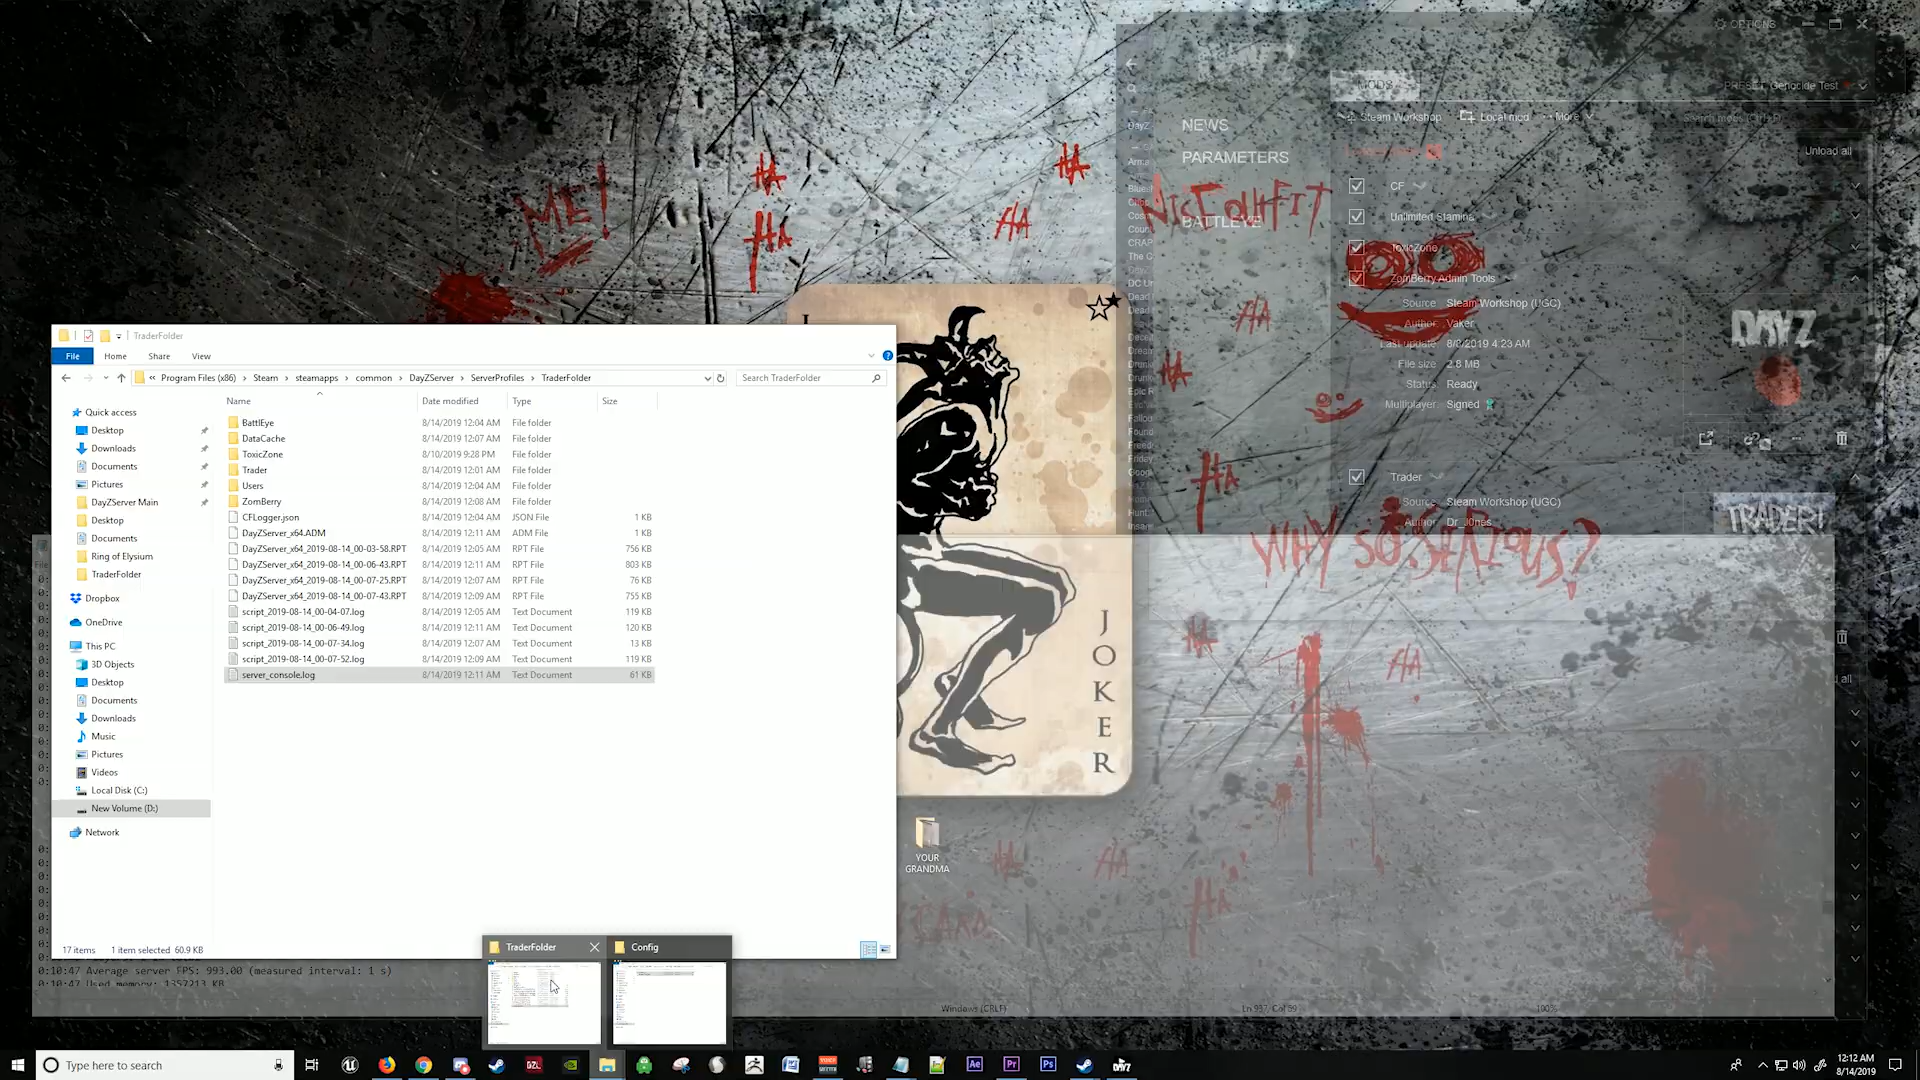 TraderFolder
File Home Share View
« Program Files (x86) › Steam › steamapps › common › DayZServer › ServerProfiles › TraderFolder
Search TraderFolder
Name Date modified Type Size
BattlEye 8/14/2019 12:04 AM File folder
DataCache 8/14/2019 12:07 AM File folder
ToxicZone 8/10/2019 9:28 PM File folder
Trader 8/14/2019 12:01 AM File folder
Users 8/14/2019 12:04 AM File folder
ZomBerry 8/14/2019 12:08 AM File folder
CFLogger.json 8/14/2019 12:04 AM JSON File 1 KB
DayZServer_x64.ADM 8/14/2019 12:11 AM ADM File 1 KB
DayZServer_x64_2019-08-14_00-03-58.RPT 8/14/2019 12:05 AM RPT File 756 KB
DayZServer_x64_2019-08-14_00-06-43.RPT 8/14/2019 12:11 AM RPT File 803 KB
DayZServer_x64_2019-08-14_00-07-25.RPT 8/14/2019 12:07 AM RPT File 76 KB
DayZServer_x64_2019-08-14_00-07-43.RPT 8/14/2019 12:09 AM RPT File 755 KB
script_2019-08-14_00-04-07.log 8/14/2019 12:05 AM Text Document 119 KB
script_2019-08-14_00-06-49.log 8/14/2019 12:11 AM Text Document 120 KB
script_2019-08-14_00-07-34.log 8/14/2019 12:07 AM Text Document 13 KB
script_2019-08-14_00-07-52.log 8/14/2019 12:09 AM Text Document 119 KB
server_console.log 8/14/2019 12:11 AM Text Document 61 KB
Quick access
Desktop
Downloads
Documents
Pictures
DayZServer Main
Desktop
Documents
Ring of Elysium
TraderFolder
Dropbox
OneDrive
This PC
3D Objects
Desktop
Documents
Downloads
Music
Pictures
Videos
Local Disk (C:)
New Volume (D:)
Network
17 items 1 item selected 60.9 KB
0:10:47 Average server FPS: 993.00 (measured interval: 1 s)
0:10:47 Used memory: 1357213 KB
TraderFolder
Config
Windows (CRLF)
Ln 937, Col 59
100%
YOUR
GRANDMA
JOKER
ME!
HA
HA
HA
HA
WHY SO SERIOUS?
OPTIONS
MODS
PRESET: Genocide Test
NEWS
PARAMETERS
BATTLEYE
Steam Workshop
Local mod
More
Unload all
CF
Unlimited Stamina
ToxicZone
ZomBerry Admin Tools
Source: Steam Workshop (UGC)
Author: Vaker
Last update: 8/8/2019 4:23 AM
File size: 2.8 MB
Status: Ready
Multiplayer: Signed
DAYZ
Trader
Source: Steam Workshop (UGC)
Author: Dr_J0nes
TRADER!
Type here to search
12:12 AM
8/14/2019